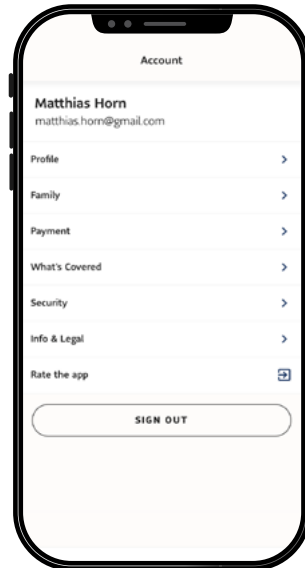 Account
Matthias Horn
matthias.horn@gmail.com
Profile
Family
Payment
What's Covered
Security
Info & Legal
Rate the app
SIGN OUT